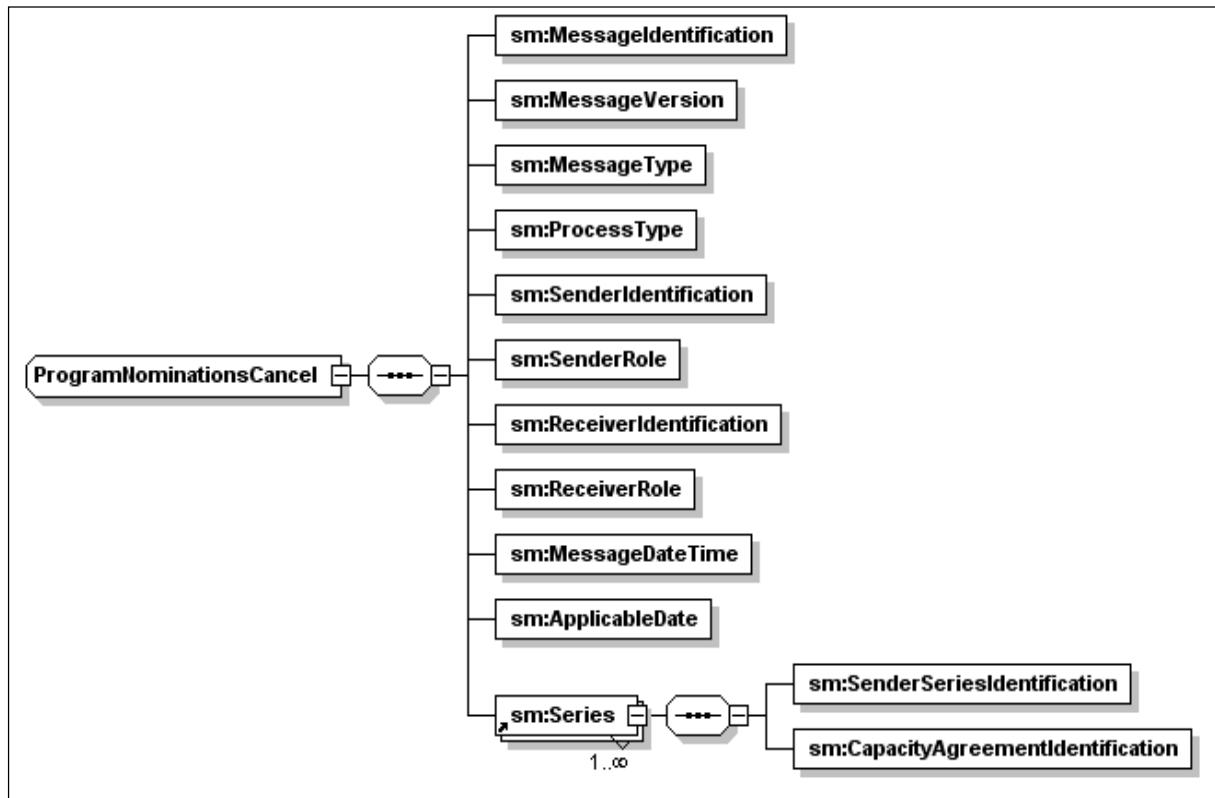 sm:MessageIdentification
sm:MessageVersion
sm:MessageType
sm:ProcessType
sm:SenderIdentification
sm:SenderRole
ProgramNominationsCancel
sm:ReceiverIdentification
sm:ReceiverRole
sm:MessageDateTime
sm:ApplicableDate
sm:Series
1..∞
sm:SenderSeriesIdentification
sm:CapacityAgreementIdentification